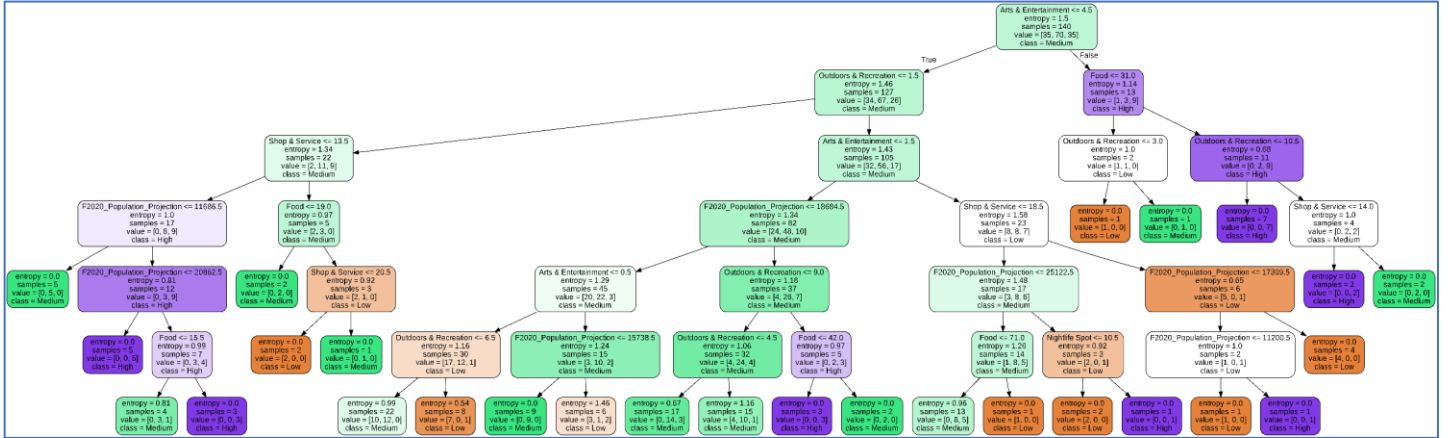 Arts & Entertainment <= 4.5
entropy = 1.5
samples = 140
value = [35, 70, 35]
class = Medium
True
False
Outdoors & Recreation <= 1.5
entropy = 1.46
samples = 127
value = [34, 67, 26]
class = Medium
Food <= 31.0
entropy = 1.14
samples = 13
value = [1, 3, 9]
class = High
Shop & Service <= 13.5
entropy = 1.34
samples = 22
value = [2, 11, 9]
class = Medium
Arts & Entertainment <= 1.5
entropy = 1.43
samples = 105
value = [32, 56, 17]
class = Medium
Outdoors & Recreation <= 3.0
entropy = 1.0
samples = 2
value = [1, 1, 0]
class = Low
Outdoors & Recreation <= 10.5
entropy = 0.68
samples = 11
value = [0, 2, 9]
class = High
F2020_Population_Projection <= 11686.5
entropy = 1.0
samples = 17
value = [0, 8, 9]
class = High
Food <= 19.0
entropy = 0.97
samples = 5
value = [2, 3, 0]
class = Medium
F2020_Population_Projection <= 18684.5
entropy = 1.34
samples = 82
value = [24, 48, 10]
class = Medium
Shop & Service <= 18.5
entropy = 1.58
samples = 23
value = [8, 8, 7]
class = Low
entropy = 0.0
samples = 1
value = [1, 0, 0]
class = Low
entropy = 0.0
samples = 1
value = [0, 1, 0]
class = Medium
entropy = 0.0
samples = 7
value = [0, 0, 7]
class = High
Shop & Service <= 14.0
entropy = 1.0
samples = 4
value = [0, 2, 2]
class = Medium
entropy = 0.0
samples = 5
value = [0, 5, 0]
class = Medium
F2020_Population_Projection <= 20862.5
entropy = 0.81
samples = 12
value = [0, 3, 9]
class = High
entropy = 0.0
samples = 2
value = [0, 2, 0]
class = Medium
Shop & Service <= 20.5
entropy = 0.92
samples = 3
value = [2, 1, 0]
class = Low
Arts & Entertainment <= 0.5
entropy = 1.29
samples = 45
value = [20, 22, 3]
class = Medium
Outdoors & Recreation <= 9.0
entropy = 1.16
samples = 37
value = [4, 26, 7]
class = Medium
F2020_Population_Projection <= 25122.5
entropy = 1.48
samples = 17
value = [3, 8, 6]
class = Medium
F2020_Population_Projection <= 17309.5
entropy = 0.65
samples = 6
value = [5, 0, 1]
class = Low
entropy = 0.0
samples = 2
value = [0, 0, 2]
class = High
entropy = 0.0
samples = 2
value = [0, 2, 0]
class = Medium
entropy = 0.0
samples = 5
value = [0, 0, 5]
class = High
Food <= 15.5
entropy = 0.99
samples = 7
value = [0, 3, 4]
class = High
entropy = 0.0
samples = 2
value = [2, 0, 0]
class = Low
entropy = 0.0
samples = 1
value = [0, 1, 0]
class = Medium
Outdoors & Recreation <= 6.5
entropy = 1.16
samples = 30
value = [17, 12, 1]
class = Low
F2020_Population_Projection <= 15738.5
entropy = 1.24
samples = 15
value = [3, 10, 2]
class = Medium
Outdoors & Recreation <= 4.5
entropy = 1.06
samples = 32
value = [4, 24, 4]
class = Medium
Food <= 42.0
entropy = 0.97
samples = 5
value = [0, 2, 3]
class = High
Food <= 71.0
entropy = 1.26
samples = 14
value = [1, 8, 5]
class = Medium
Nightlife Spot <= 10.5
entropy = 0.92
samples = 3
value = [2, 0, 1]
class = Low
F2020_Population_Projection <= 11200.5
entropy = 1.0
samples = 2
value = [1, 0, 1]
class = Low
entropy = 0.0
samples = 4
value = [4, 0, 0]
class = Low
entropy = 0.81
samples = 4
value = [0, 3, 1]
class = Medium
entropy = 0.0
samples = 3
value = [0, 0, 3]
class = High
entropy = 0.99
samples = 22
value = [10, 12, 0]
class = Medium
entropy = 0.54
samples = 8
value = [7, 0, 1]
class = Low
entropy = 0.0
samples = 9
value = [0, 9, 0]
class = Medium
entropy = 1.46
samples = 6
value = [3, 1, 2]
class = Low
entropy = 0.67
samples = 17
value = [0, 14, 3]
class = Medium
entropy = 1.16
samples = 15
value = [4, 10, 1]
class = Medium
entropy = 0.0
samples = 3
value = [0, 0, 3]
class = High
entropy = 0.0
samples = 2
value = [0, 2, 0]
class = Medium
entropy = 0.96
samples = 13
value = [0, 8, 5]
class = Medium
entropy = 0.0
samples = 1
value = [1, 0, 0]
class = Low
entropy = 0.0
samples = 2
value = [2, 0, 0]
class = Low
entropy = 0.0
samples = 1
value = [0, 0, 1]
class = High
entropy = 0.0
samples = 1
value = [1, 0, 0]
class = Low
entropy = 0.0
samples = 1
value = [0, 0, 1]
class = High